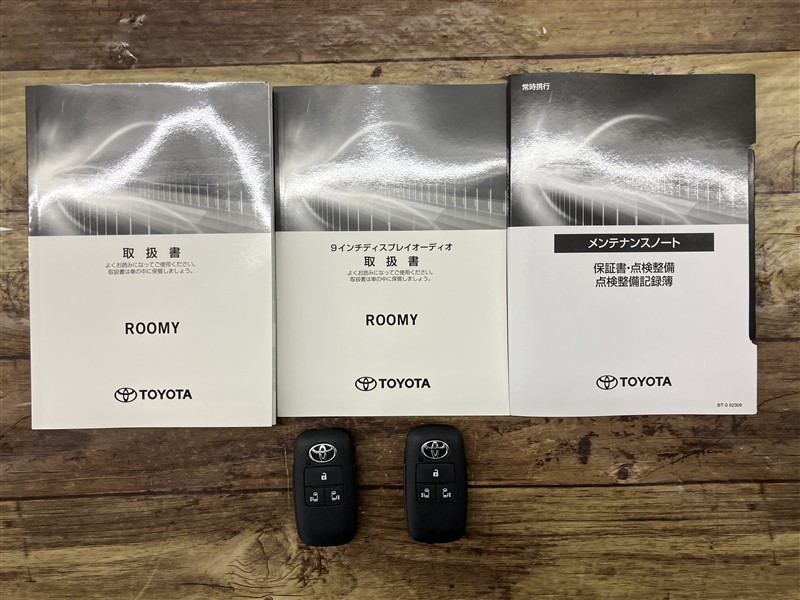 取扱書
よくお読みになってご使用ください。
取扱書は車の中に保管しましょう。
ROOMY
TOYOTA
9インチディスプレイオーディオ
取扱書
よくお読みになってご使用ください。
取扱書は車の中に保管しましょう。
ROOMY
TOYOTA
常時携行
メンテナンスノート
保証書・点検整備
点検整備記録簿
TOYOTA
BT-0 62309